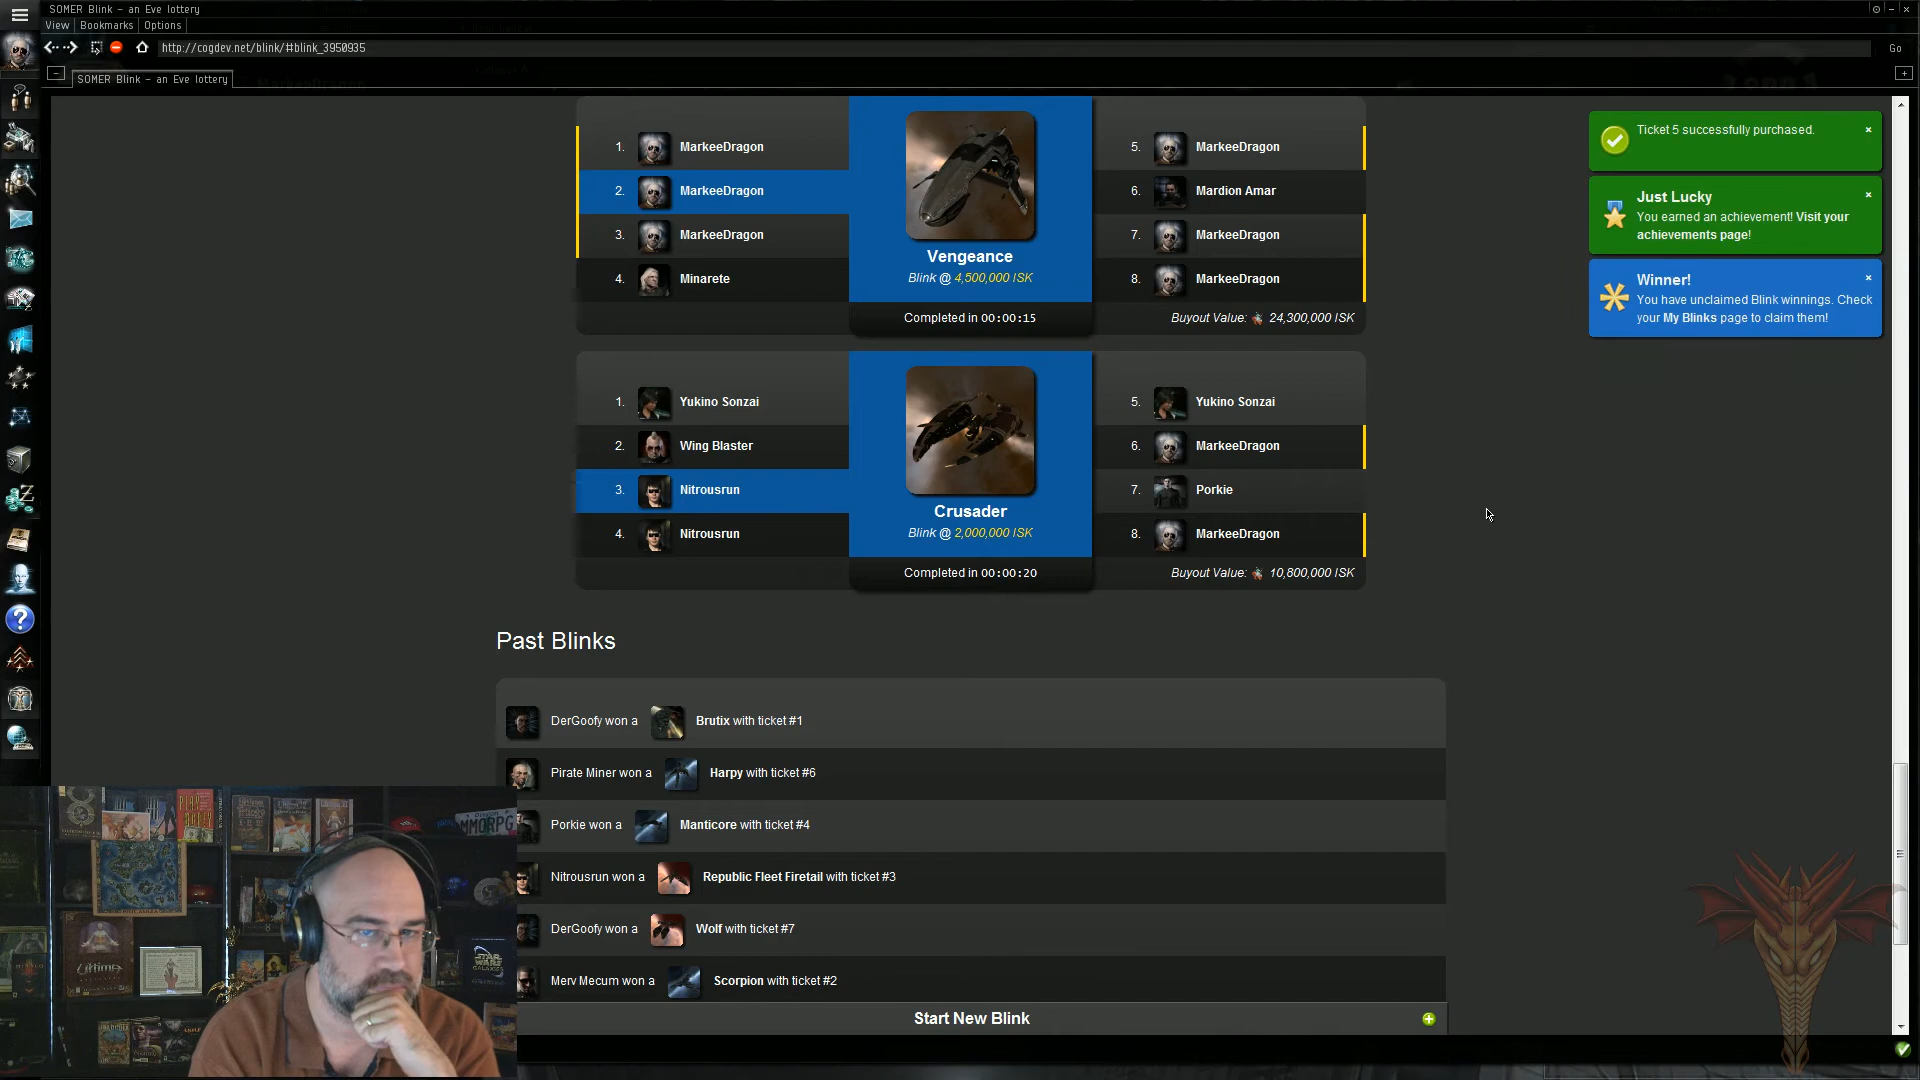 SOMER Blink – an Eve lottery
View Bookmarks Options
http://cogdev.net/blink/#blink_3950935
Go
SOMER Blink – an Eve lottery
1. MarkeeDragon
2. MarkeeDragon
3. MarkeeDragon
4. Minarete
Vengeance
Blink @ 4,500,000 ISK
Completed in 00:00:15
5. MarkeeDragon
6. Mardion Amar
7. MarkeeDragon
8. MarkeeDragon
Buyout Value: 24,300,000 ISK
Ticket 5 successfully purchased.
Just Lucky
You earned an achievement! Visit your
achievements page!
Winner!
You have unclaimed Blink winnings. Check
your My Blinks page to claim them!
1. Yukino Sonzai
2. Wing Blaster
3. Nitrousrun
4. Nitrousrun
Crusader
Blink @ 2,000,000 ISK
Completed in 00:00:20
5. Yukino Sonzai
6. MarkeeDragon
7. Porkie
8. MarkeeDragon
Buyout Value: 10,800,000 ISK
Past Blinks
DerGoofy won a Brutix with ticket #1
Pirate Miner won a Harpy with ticket #6
Porkie won a Manticore with ticket #4
Nitrousrun won a Republic Fleet Firetail with ticket #3
DerGoofy won a Wolf with ticket #7
Merv Mecum won a Scorpion with ticket #2
Start New Blink
MMORPG
Ultima
STAR WARS
GALAXIES